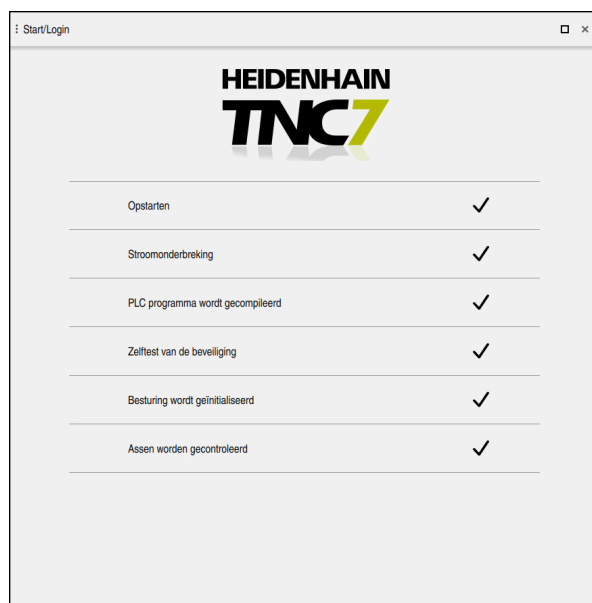 Start/Login
HEIDENHAIN
TNC7
Opstarten
Stroomonderbreking
PLC programma wordt gecompileerd
Zelftest van de beveiliging
Besturing wordt geïnitialiseerd
Assen worden gecontroleerd